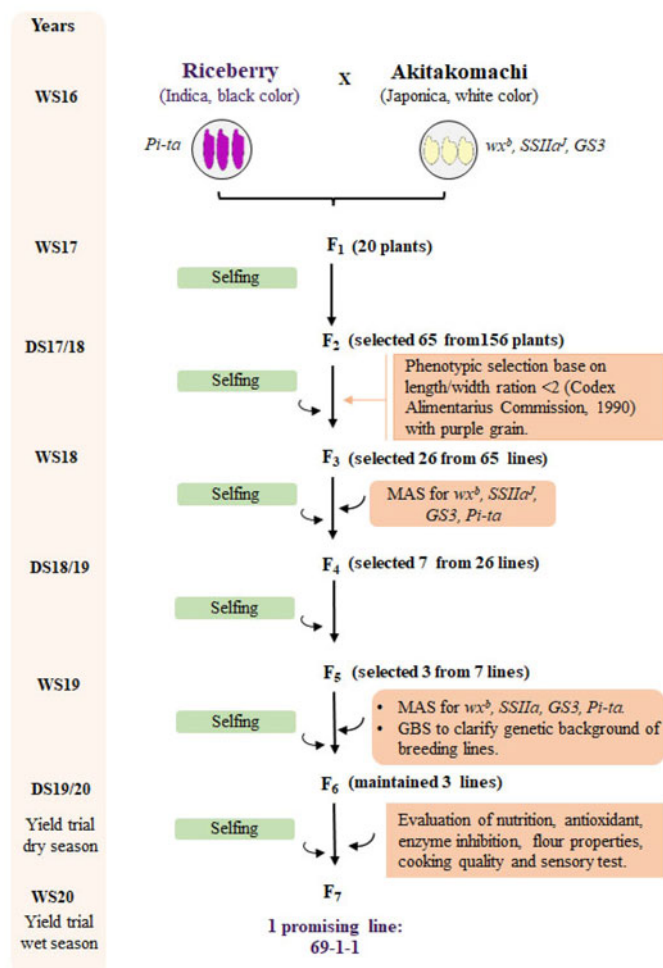 Years
WS16
Riceberry X Akitakomachi
(Indica, black color) (Japonica, white color)
Pi-ta wxᵇ, SSIIaᴶ, GS3
WS17
F₁ (20 plants)
Selfing
DS17/18
F₂ (selected 65 from156 plants)
Selfing
Phenotypic selection base on
length/width ration <2 (Codex
Alimentarius Commission, 1990)
with purple grain.
WS18
F₃ (selected 26 from 65 lines)
Selfing
MAS for wxᵇ, SSIIaᴶ,
GS3, Pi-ta
DS18/19
F₄ (selected 7 from 26 lines)
Selfing
WS19
F₅ (selected 3 from 7 lines)
Selfing
• MAS for wxᵇ, SSIIa, GS3, Pi-ta.
• GBS to clarify genetic background of
breeding lines.
DS19/20
Yield trial
dry season
F₆ (maintained 3 lines)
Selfing
Evaluation of nutrition, antioxidant,
enzyme inhibition, flour properties,
cooking quality and sensory test.
WS20
Yield trial
wet season
F₇
1 promising line:
69-1-1